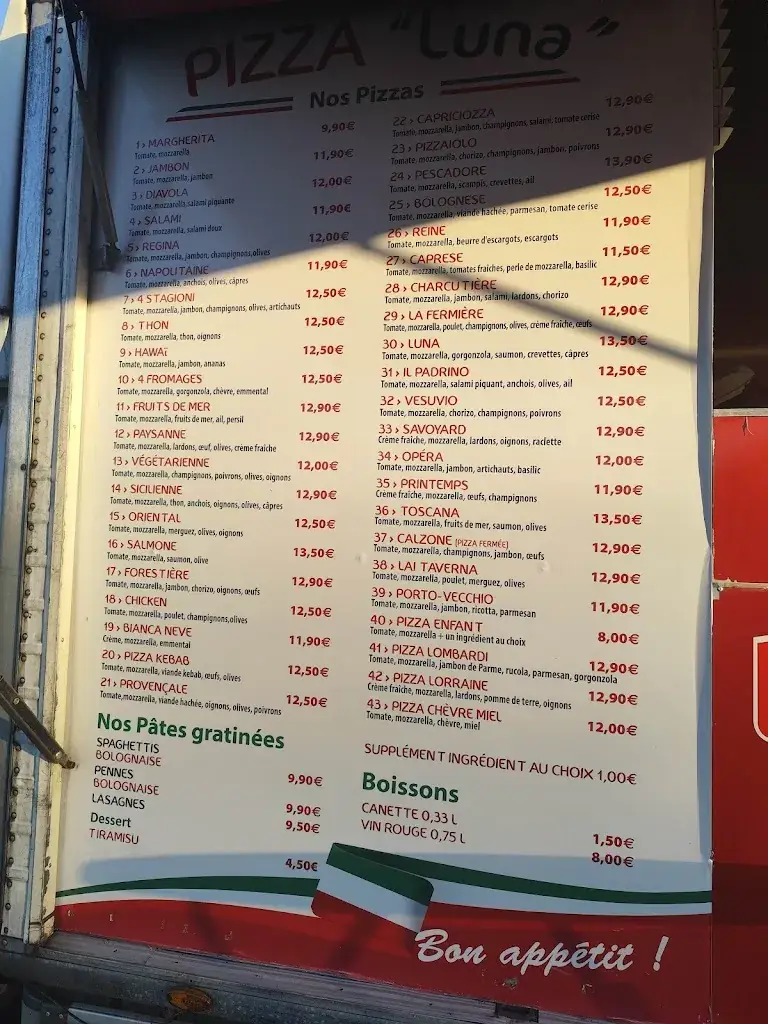 PIZZA "Luna"
Nos Pizzas
1 › MARGHERITA 9,90€
Tomate, mozzarella
2 › JAMBON 11,90€
Tomate, mozzarella, jambon
3 › DIAVOLA 12,00€
Tomate, mozzarella, salami piquante
4 › SALAMI 11,90€
Tomate, mozzarella, salami doux
5 › REGINA 12,00€
Tomate, mozzarella, jambon, champignons, olives
6 › NAPOLITAINE 11,90€
Tomate, mozzarella, anchois, olives, câpres
7 › 4 STAGIONI 12,50€
Tomate, mozzarella, jambon, champignons, olives, artichauts
8 › THON 12,50€
Tomate, mozzarella, thon, oignons
9 › HAWAÏ 12,50€
Tomate, mozzarella, jambon, ananas
10 › 4 FROMAGES 12,50€
Tomate, mozzarella, gorgonzola, chèvre, emmental
11 › FRUITS DE MER 12,90€
Tomate, mozzarella, fruits de mer, ail, persil
12 › PAYSANNE 12,90€
Tomate, mozzarella, lardons, œuf, olives, crème fraiche
13 › VÉGÉTARIENNE 12,00€
Tomate, mozzarella, champignons, poivrons, olives, oignons
14 › SICILIENNE 12,90€
Tomate, mozzarella, thon, anchois, oignons, olives, câpres
15 › ORIENTAL 12,50€
Tomate, mozzarella, merguez, olives, oignons
16 › SALMONE 13,50€
Tomate, mozzarella, saumon, olive
17 › FORESTIÈRE 12,90€
Tomate, mozzarella, jambon, chorizo, oignons, œufs
18 › CHICKEN 12,50€
Tomate, mozzarella, poulet, champignons,olives
19 › BIANCA NEVE 11,90€
Crème, mozzarella, emmental
20 › PIZZA KEBAB 12,50€
Tomate, mozzarella, viande kebab, œufs, olives
21 › PROVENÇALE 12,50€
Tomate,mozzarella, viande hachée, oignons, olives, poivrons
Nos Pâtes gratinées
SPAGHETTIS
BOLOGNAISE 9,90€
PENNES
BOLOGNAISE 9,90€
LASAGNES 9,50€
Dessert
TIRAMISU 4,50€
22 › CAPRICIOZZA 12,90€
Tomate, mozzarella, jambon, champignons, salami, tomate cerise
23 › PIZZAIOLO 12,90€
Tomate, mozzarella, chorizo, champignons, jambon, poivrons
24 › PESCADORE 13,90€
Tomate, mozzarella, scampis, crevettes, ail
25 › BOLOGNESE 12,50€
Tomate, mozzarella, viande hachée, parmesan, tomate cerise
26 › REINE 11,90€
Tomate, mozzarella, beurre d'escargots, escargots
27 › CAPRESE 11,50€
Tomate, mozzarella, tomates fraiches, perle de mozzarella, basilic
28 › CHARCUTIÈRE 12,90€
Tomate, mozzarella, jambon, salami, lardons, chorizo
29 › LA FERMIÈRE 12,90€
Tomate, mozzarella, poulet, champignons, olives, crème fraiche, œufs
30 › LUNA 13,50€
Tomate, mozzarella, gorgonzola, saumon, crevettes, câpres
31 › IL PADRINO 12,50€
Tomate, mozzarella, salami piquant, anchois, olives, ail
32 › VESUVIO 12,50€
Tomate, mozzarella, chorizo, champignons, poivrons
33 › SAVOYARD 12,90€
Crème fraiche, mozzarella, lardons, oignons, raclette
34 › OPÉRA 12,00€
Tomate, mozzarella, jambon, artichauts, basilic
35 › PRINTEMPS 11,90€
Crème fraiche, mozzarella, œufs, champignons
36 › TOSCANA 13,50€
Tomate, mozzarella, fruits de mer, saumon, olives
37 › CALZONE (PIZZA FERMÉE) 12,90€
Tomate, mozzarella, champignons, jambon, œufs
38 › LAI TAVERNA 12,90€
Tomate, mozzarella, poulet, merguez, olives
39 › PORTO-VECCHIO 11,90€
Tomate, mozzarella, jambon, ricotta, parmesan
40 › PIZZA ENFANT 8,00€
Tomate, mozzarella + un ingrédient au choix
41 › PIZZA LOMBARDI 12,90€
Tomate, mozzarella, jambon de Parme, rucola, parmesan, gorgonzola
42 › PIZZA LORRAINE 12,90€
Crème fraiche, mozzarella, lardons, pomme de terre, oignons
43 › PIZZA CHÈVRE MIEL 12,00€
Tomate, mozzarella, chèvre, miel
SUPPLÉMENT INGRÉDIENT AU CHOIX 1,00€
Boissons
CANETTE 0,33 L 1,50€
VIN ROUGE 0,75 L 8,00€
Bon appétit !